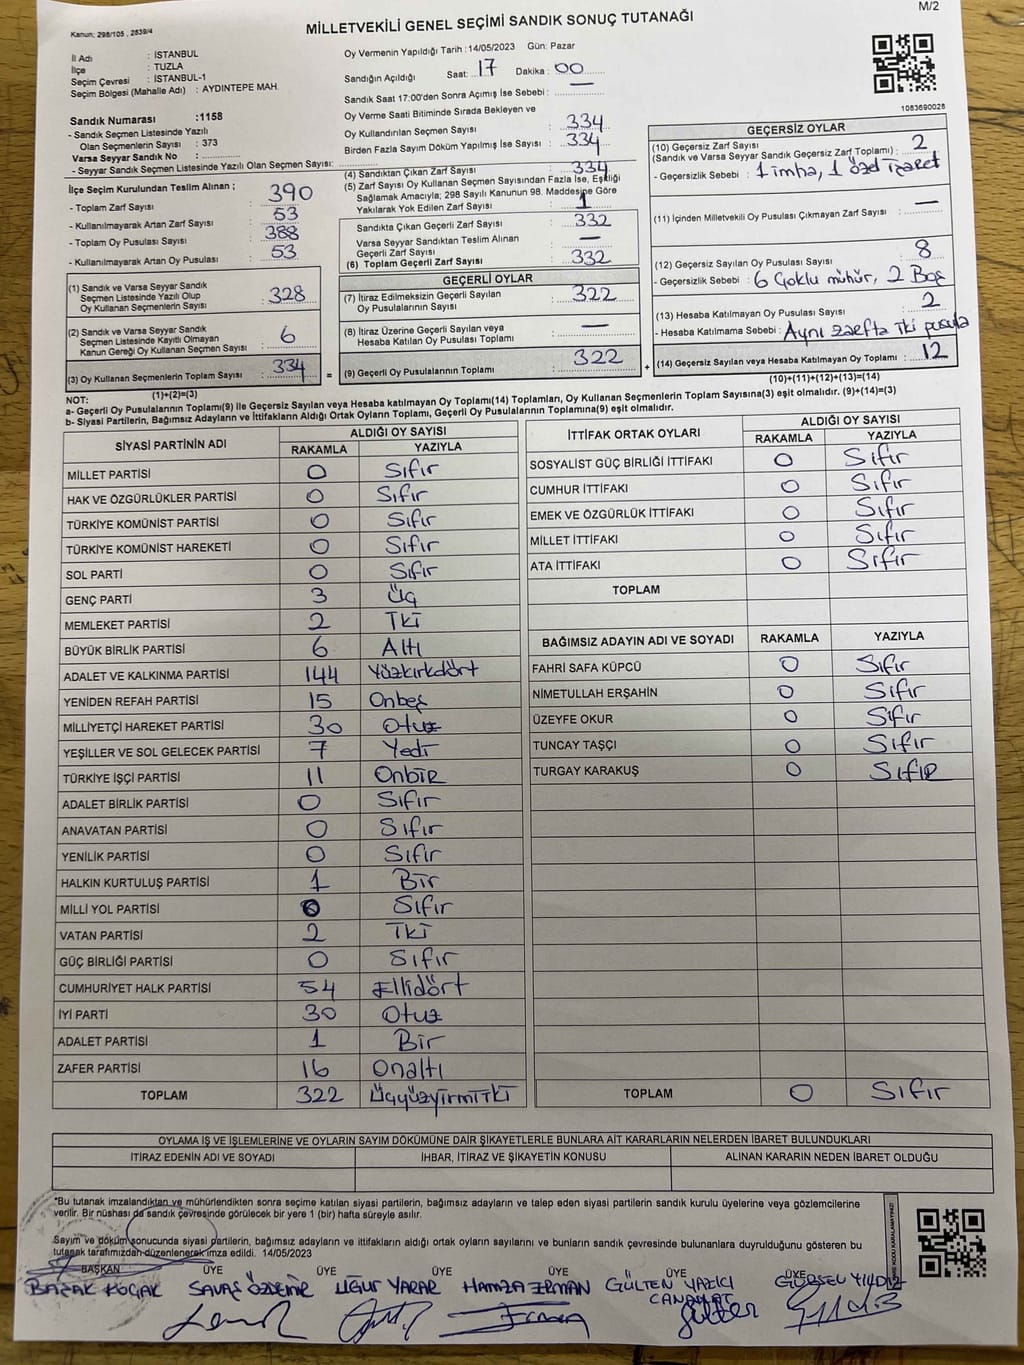 M/2
Kanun: 298/105 , 2839/4
MİLLETVEKİLİ GENEL SEÇİMİ SANDIK SONUÇ TUTANAĞI
İl Adı : İSTANBUL
İlçe : TUZLA
Seçim Çevresi : İSTANBUL-1
Seçim Bölgesi (Mahalle Adı) : AYDINTEPE MAH.
Sandık Numarası :1158
- Sandık Seçmen Listesinde Yazılı
Olan Seçmenlerin Sayısı : 373
Varsa Seyyar Sandık No :
- Seyyar Sandık Seçmen Listesinde Yazılı Olan Seçmen Sayısı:
Oy Vermenin Yapıldığı Tarih :14/05/2023 Gün: Pazar
Sandığın Açıldığı Saat: 17 Dakika : 00
Sandık Saat 17:00'den Sonra Açımış İse Sebebi : —
Oy Verme Saati Bitiminde Sırada Bekleyen ve
Oy Kullandırılan Seçmen Sayısı : 334
Birden Fazla Sayım Döküm Yapılmış İse Sayısı : 334
(4) Sandıktan Çıkan Zarf Sayısı : 334
(5) Zarf Sayısı Oy Kullanan Seçmen Sayısından Fazla İse, Eşitliği
Sağlamak Amacıyla; 298 Sayılı Kanunun 98. Maddesine Göre
Yakılarak Yok Edilen Zarf Sayısı : 1
Sandıkta Çıkan Geçerli Zarf Sayısı : 332
Varsa Seyyar Sandıktan Teslim Alınan
Geçerli Zarf Sayısı : —
(6) Toplam Geçerli Zarf Sayısı : 332
1083690028
GEÇERSİZ OYLAR
(10) Geçersiz Zarf Sayısı : 2
(Sandık ve Varsa Seyyar Sandık Geçersiz Zarf Toplamı)
- Geçersizlik Sebebi : 1 imha, 1 özel işaret
(11) İçinden Milletvekili Oy Pusulası Çıkmayan Zarf Sayısı : —
(12) Geçersiz Sayılan Oy Pusulası Sayısı : 8
- Geçersizlik Sebebi : 6 Çoklu mühür, 2 Boş
(13) Hesaba Katılmayan Oy Pusulası Sayısı : 2
- Hesaba Katılmama Sebebi : Aynı zarfta iki pusula
(14) Geçersiz Sayılan veya Hesaba Katılmayan Oy Toplamı : 12
(10)+(11)+(12)+(13)=(14)
İlçe Seçim Kurulundan Teslim Alınan ;
- Toplam Zarf Sayısı : 390
- Kullanılmayarak Artan Zarf Sayısı : 53
- Toplam Oy Pusulası Sayısı : 388
- Kullanılmayarak Artan Oy Pusulası : 53
(1) Sandık ve Varsa Seyyar Sandık
Seçmen Listesinde Yazılı Olup
Oy Kullanan Seçmenlerin Sayısı : 328
(2) Sandık ve Varsa Seyyar Sandık
Seçmen Listesinde Kayıtlı Olmayan
Kanun Gereği Oy Kullanan Seçmen Sayısı : 6
(3) Oy Kullanan Seçmenlerin Toplam Sayısı : 334
(1)+(2)=(3)
GEÇERLİ OYLAR
(7) İtiraz Edilmeksizin Geçerli Sayılan
Oy Pusulalarının Sayısı : 322
(8) İtiraz Üzerine Geçerli Sayılan veya
Hesaba Katılan Oy Pusulası Toplamı : —
(9) Geçerli Oy Pusulalarının Toplamı : 322
NOT:
a- Geçerli Oy Pusulalarının Toplamı(9) ile Geçersiz Sayılan veya Hesaba katılmayan Oy Toplamı(14) Toplamları, Oy Kullanan Seçmenlerin Toplam Sayısına(3) eşit olmalıdır. (9)+(14)=(3)
b- Siyasi Partilerin, Bağımsız Adayların ve İttifakların Aldığı Ortak Oyların Toplamı, Geçerli Oy Pusulalarının Toplamına(9) eşit olmalıdır.
SİYASİ PARTİNİN ADI ALDIĞI OY SAYISI
RAKAMLA YAZIYLA
MİLLET PARTİSİ 0 Sıfır
HAK VE ÖZGÜRLÜKLER PARTİSİ 0 Sıfır
TÜRKİYE KOMÜNİST PARTİSİ 0 Sıfır
TÜRKİYE KOMÜNİST HAREKETİ 0 Sıfır
SOL PARTİ 0 Sıfır
GENÇ PARTİ 3 Üç
MEMLEKET PARTİSİ 2 İki
BÜYÜK BİRLİK PARTİSİ 6 Altı
ADALET VE KALKINMA PARTİSİ 144 Yüzkırkdört
YENİDEN REFAH PARTİSİ 15 Onbeş
MİLLİYETÇİ HAREKET PARTİSİ 30 Otuz
YEŞİLLER VE SOL GELECEK PARTİSİ 7 Yedi
TÜRKİYE İŞÇİ PARTİSİ 11 Onbir
ADALET BİRLİK PARTİSİ 0 Sıfır
ANAVATAN PARTİSİ 0 Sıfır
YENİLİK PARTİSİ 0 Sıfır
HALKIN KURTULUŞ PARTİSİ 1 Bir
MİLLİ YOL PARTİSİ 0 Sıfır
VATAN PARTİSİ 2 İki
GÜÇ BİRLİĞİ PARTİSİ 0 Sıfır
CUMHURİYET HALK PARTİSİ 54 Ellidört
İYİ PARTİ 30 Otuz
ADALET PARTİSİ 1 Bir
ZAFER PARTİSİ 16 Onaltı
TOPLAM 322 Üçyüzyirmiiki
İTTİFAK ORTAK OYLARI ALDIĞI OY SAYISI
RAKAMLA YAZIYLA
SOSYALİST GÜÇ BİRLİĞİ İTTİFAKI 0 Sıfır
CUMHUR İTTİFAKI 0 Sıfır
EMEK VE ÖZGÜRLÜK İTTİFAKI 0 Sıfır
MİLLET İTTİFAKI 0 Sıfır
ATA İTTİFAKI 0 Sıfır
TOPLAM
BAĞIMSIZ ADAYIN ADI VE SOYADI RAKAMLA YAZIYLA
FAHRİ SAFA KÜPCÜ 0 Sıfır
NİMETULLAH ERŞAHİN 0 Sıfır
ÜZEYFE OKUR 0 Sıfır
TUNCAY TAŞÇI 0 Sıfır
TURGAY KARAKUŞ 0 Sıfır
TOPLAM 0 Sıfır
OYLAMA İŞ VE İŞLEMLERİNE VE OYLARIN SAYIM DÖKÜMÜNE DAİR ŞİKAYETLERLE BUNLARA AİT KARARLARIN NELERDEN İBARET BULUNDUKLARI
İTİRAZ EDENİN ADI VE SOYADI İHBAR, İTİRAZ VE ŞİKAYETİN KONUSU ALINAN KARARIN NEDEN İBARET OLDUĞU
"Bu tutanak imzalandıktan ve mühürlendikten sonra seçime katılan siyasi partilerin, bağımsız adayların ve talep eden siyasi partilerin sandık kurulu üyelerine veya gözlemcilerine
verilir. Bir nüshası da sandık çevresinde görülecek bir yere 1 (bir) hafta süreyle asılır.
Sayım ve döküm sonucunda siyasi partilerin, bağımsız adayların ve ittifakların aldığı ortak oyların sayılarını ve bunların sandık çevresinde bulunanlara duyrulduğunu gösteren bu
tutanak tarafımızdan düzenlenerek imza edildi. 14/05/2023
BAŞKAN ÜYE ÜYE ÜYE ÜYE ÜYE
BAŞAK KOÇAK SAVAŞ ÖZDEMİR UĞUR YARAR HAMZA ERMAN GÜLTEN YAZICI CANPOLAT GÜRSEL YILDIZ